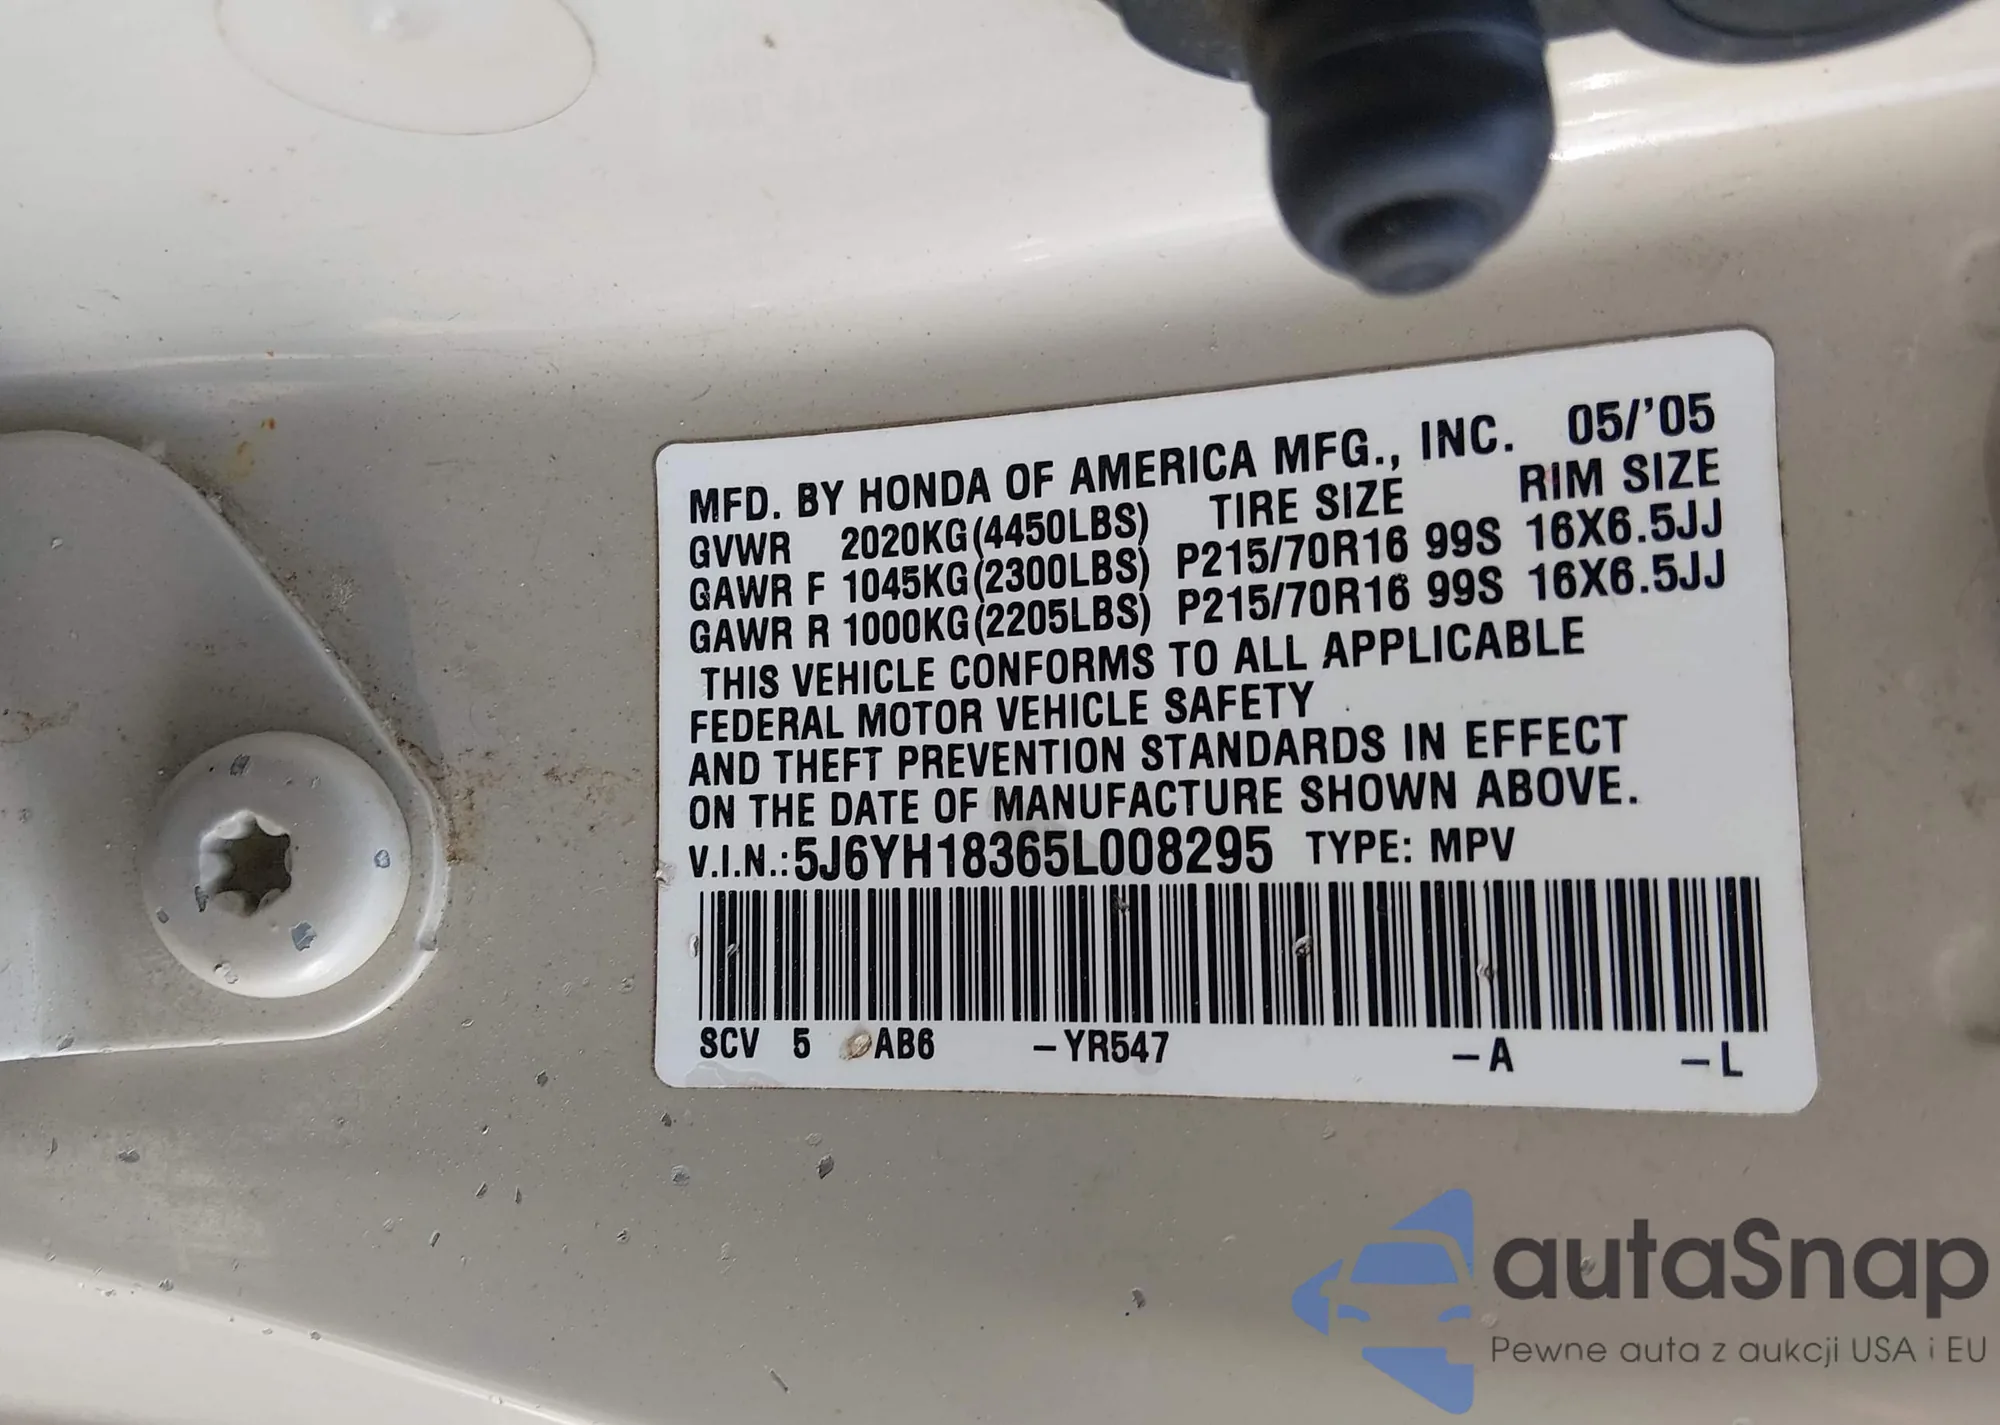 MFD. BY HONDA OF AMERICA MFG., INC. 05/'05
GVWR 2020KG(4450LBS) TIRE SIZE RIM SIZE
GAWR F 1045KG(2300LBS) P215/70R16 99S 16X6.5JJ
GAWR R 1000KG(2205LBS) P215/70R16 99S 16X6.5JJ
THIS VEHICLE CONFORMS TO ALL APPLICABLE
FEDERAL MOTOR VEHICLE SAFETY
AND THEFT PREVENTION STANDARDS IN EFFECT
ON THE DATE OF MANUFACTURE SHOWN ABOVE.
V.I.N.:5J6YH18365L008295 TYPE: MPV
SCV 5 AB6 -YR547 -A -L
autaSnap
Pewne auta z aukcji USA i EU